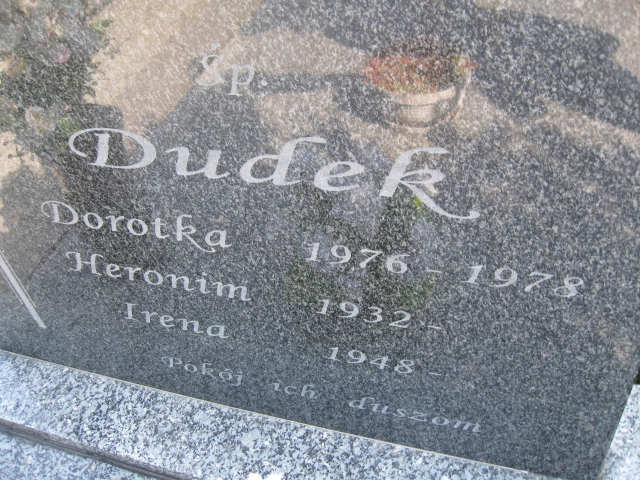 Śp.
Dudek
Dorotka 1976 - 1978
Heronim 1932 -
Irena 1948 -
Pokój ich duszom